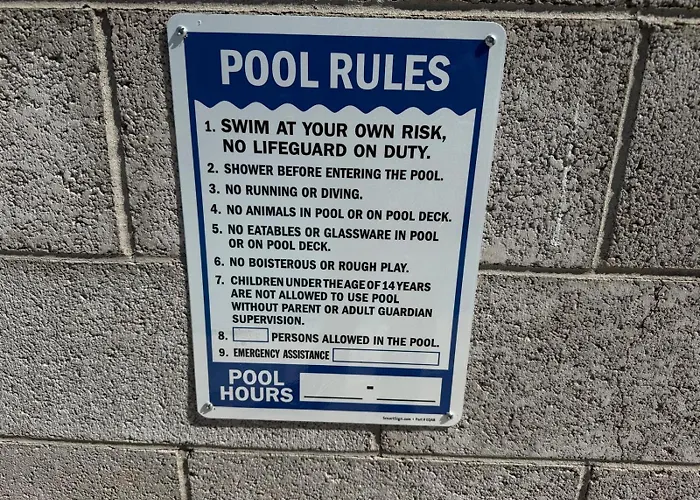 POOL RULES
1. SWIM AT YOUR OWN RISK,
NO LIFEGUARD ON DUTY.
2. SHOWER BEFORE ENTERING THE POOL.
3. NO RUNNING OR DIVING.
4. NO ANIMALS IN POOL OR ON POOL DECK.
5. NO EATABLES OR GLASSWARE IN POOL
OR ON POOL DECK.
6. NO BOISTEROUS OR ROUGH PLAY.
7. CHILDREN UNDER THE AGE OF 14 YEARS
ARE NOT ALLOWED TO USE POOL
WITHOUT PARENT OR ADULT GUARDIAN
SUPERVISION.
8. PERSONS ALLOWED IN THE POOL.
9. EMERGENCY ASSISTANCE
POOL
HOURS -